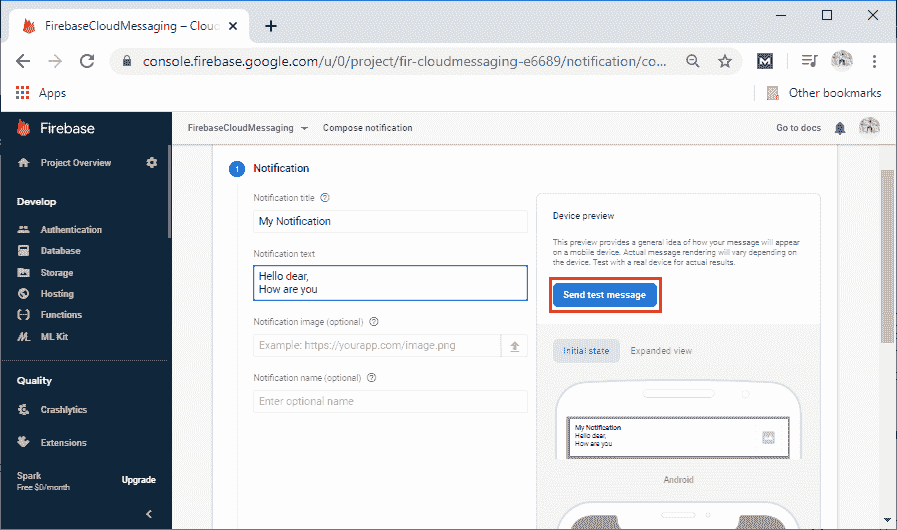 FirebaseCloudMessaging – Clou
console.firebase.google.com/u/0/project/fir-cloudmessaging-e6689/notification/co...
Apps
Other bookmarks
Firebase
FirebaseCloudMessaging
Compose notification
Go to docs
Project Overview
Develop
Authentication
Database
Storage
Hosting
Functions
ML Kit
Quality
Crashlytics
Extensions
Spark
Free $0/month
Upgrade
1
Notification
Notification title
My Notification
Notification text
Hello dear,
How are you
Notification image (optional)
Example: https://yourapp.com/image.png
Notification name (optional)
Enter optional name
Device preview
This preview provides a general idea of how your message will appear
on a mobile device. Actual message rendering will vary depending on
the device. Test with a real device for actual results.
Send test message
Initial state
Expanded view
My Notification
Hello dear,
How are you
Android